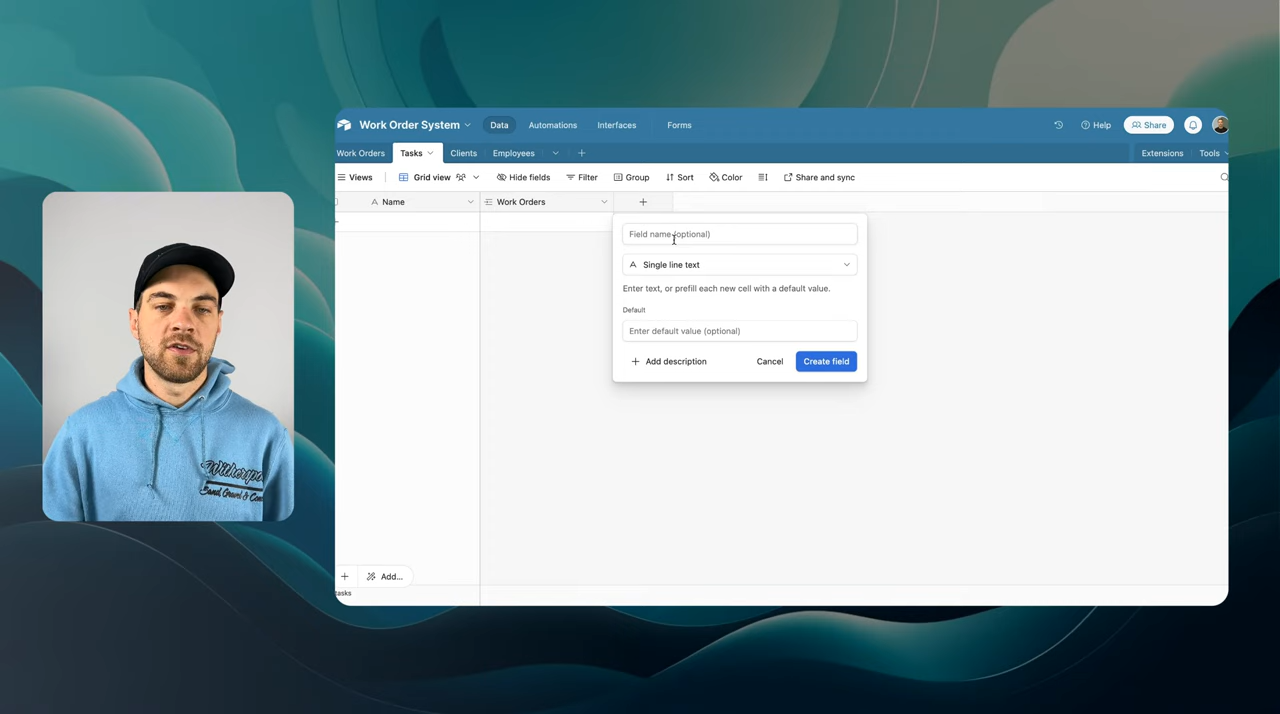 Work Order System
Data
Automations
Interfaces
Forms
Help
Share
Work Orders
Tasks
Clients
Employees
Extensions
Tools
Views
Grid view
Hide fields
Filter
Group
Sort
Color
Share and sync
A Name
Work Orders
Field name (optional)
A Single line text
Enter text, or prefill each new cell with a default value.
Default
Enter default value (optional)
+ Add description
Cancel
Create field
+
Add...
tasks
Sand, Gravel &